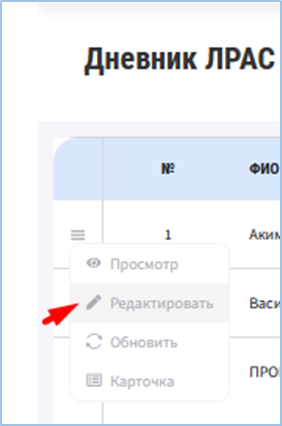 Дневник ЛРАС
№ ФИО
1 Аким
Просмотр
Редактировать Васи
Обновить
ПРО
Карточка